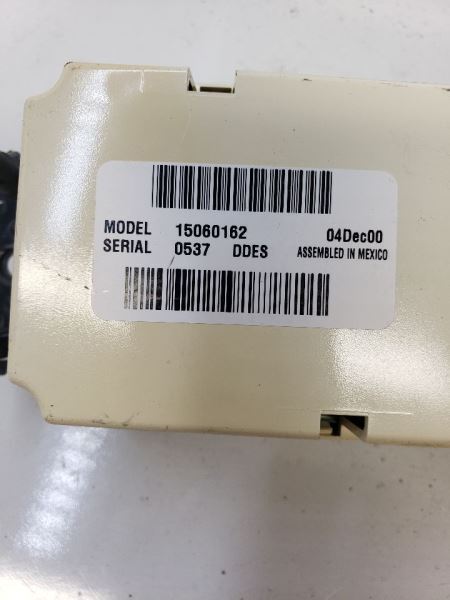 MODEL 15060162 04Dec00
SERIAL 0537 DDES ASSEMBLED IN MEXICO